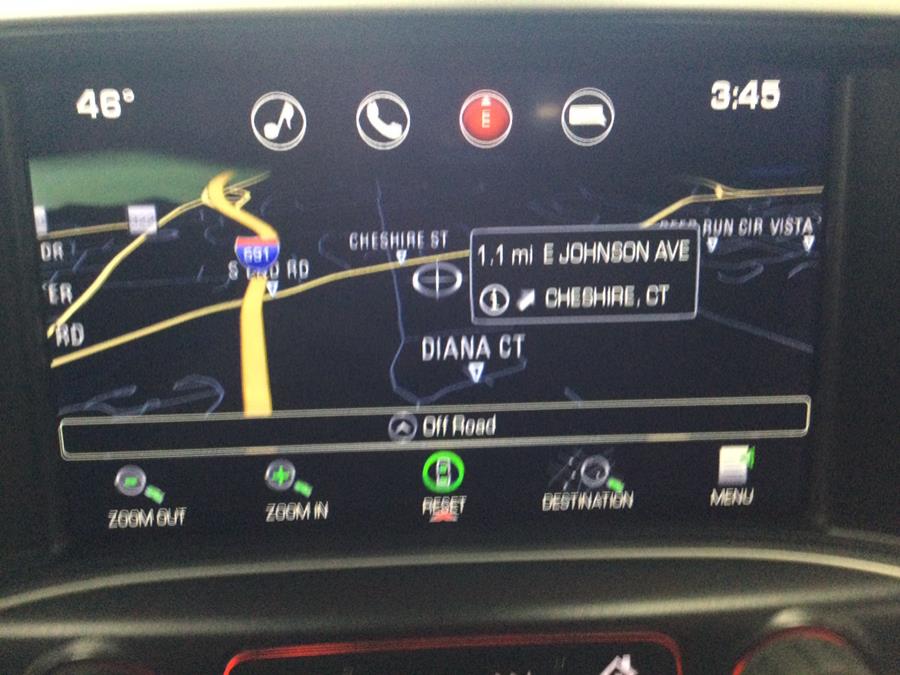 46°
3:45
E
691
CHESHIRE ST
RUN CIR VISTA
DR
S RD
1.1 mi E JOHNSON AVE
ER
CHESHIRE, CT
RD
DIANA CT
Off Road
ZOOM OUT
ZOOM IN
RESET
DESTINATION
MENU